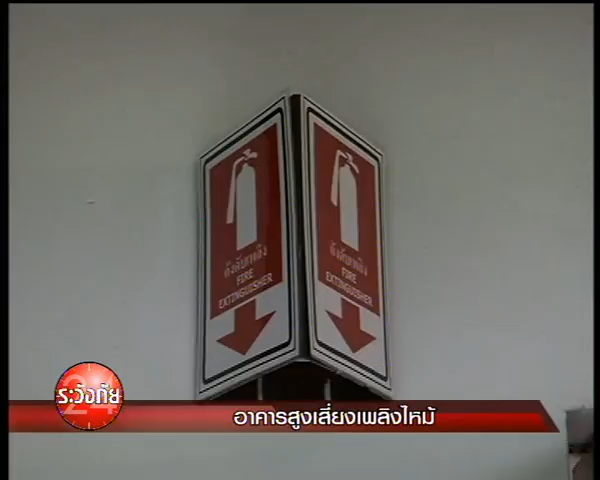 ถังดับเพลิง
FIRE
EXTINGUISHER
ถังดับเพลิง
FIRE
EXTINGUISHER
ระวังภัย
24
อาคารสูงเสี่ยงเพลิงไหม้